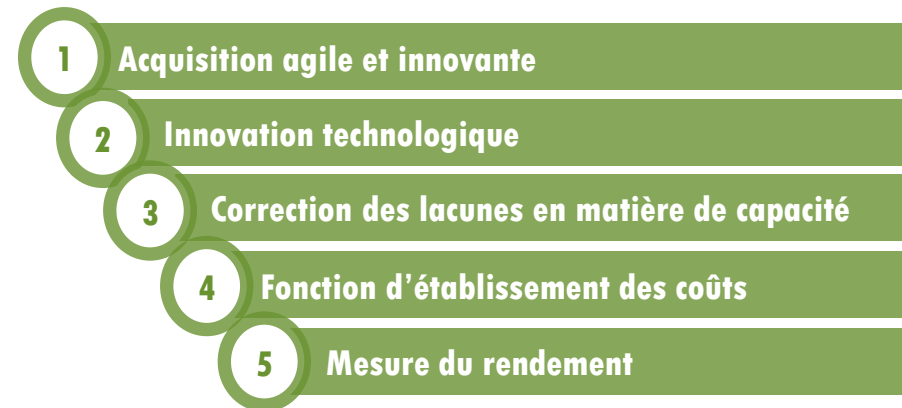 1 Acquisition agile et innovante
2 Innovation technologique
3 Correction des lacunes en matière de capacité
4 Fonction d’établissement des coûts
5 Mesure du rendement